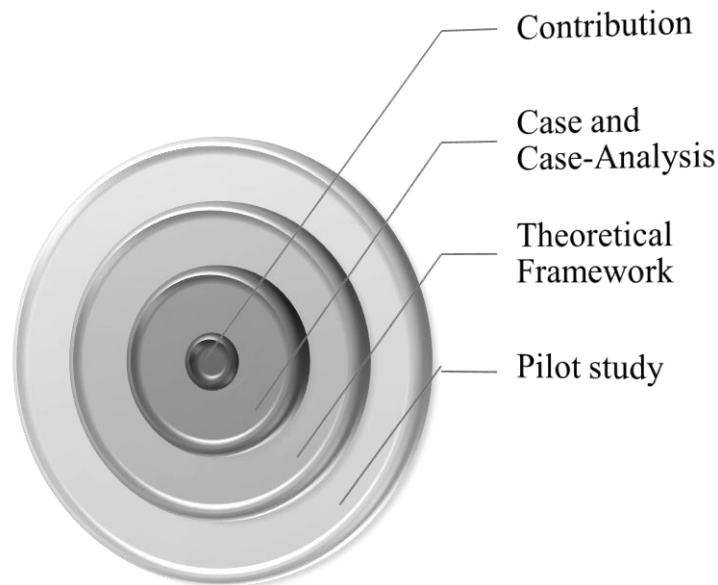 Contribution
Case and
Case-Analysis
Theoretical
Framework
Pilot study